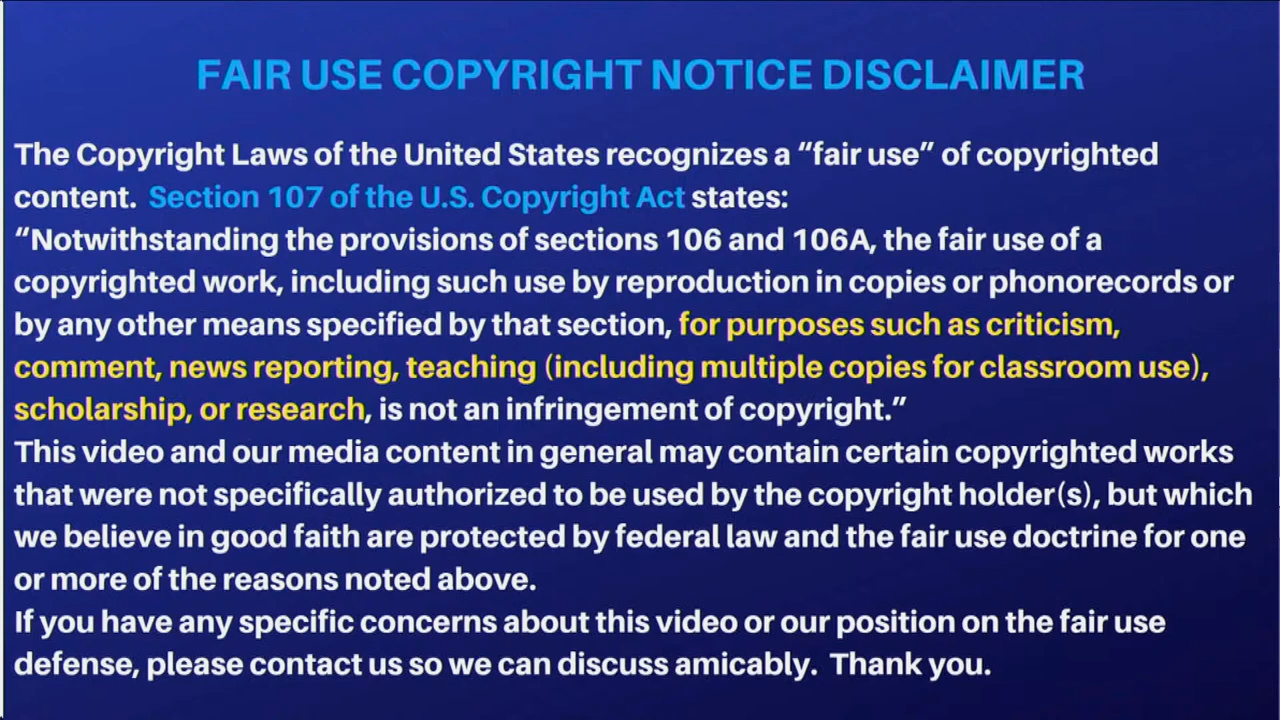 FAIR USE COPYRIGHT NOTICE DISCLAIMER
The Copyright Laws of the United States recognizes a “fair use” of copyrighted
content.  Section 107 of the U.S. Copyright Act states:
“Notwithstanding the provisions of sections 106 and 106A, the fair use of a
copyrighted work, including such use by reproduction in copies or phonorecords or
by any other means specified by that section, for purposes such as criticism,
comment, news reporting, teaching (including multiple copies for classroom use),
scholarship, or research, is not an infringement of copyright.”
This video and our media content in general may contain certain copyrighted works
that were not specifically authorized to be used by the copyright holder(s), but which
we believe in good faith are protected by federal law and the fair use doctrine for one
or more of the reasons noted above.
If you have any specific concerns about this video or our position on the fair use
defense, please contact us so we can discuss amicably.  Thank you.